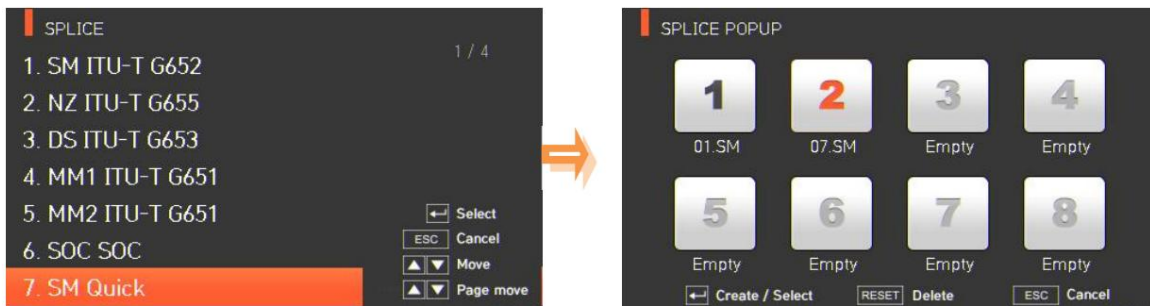 SPLICE
1 / 4
1. SM ITU-T G652
2. NZ ITU-T G655
3. DS ITU-T G653
4. MM1 ITU-T G651
5. MM2 ITU-T G651
6. SOC SOC
7. SM Quick
Select
ESC Cancel
Move
Page move
SPLICE POPUP
1 2 3 4
01.SM 07.SM Empty Empty
5 6 7 8
Empty Empty Empty Empty
Create / Select RESET Delete ESC Cancel